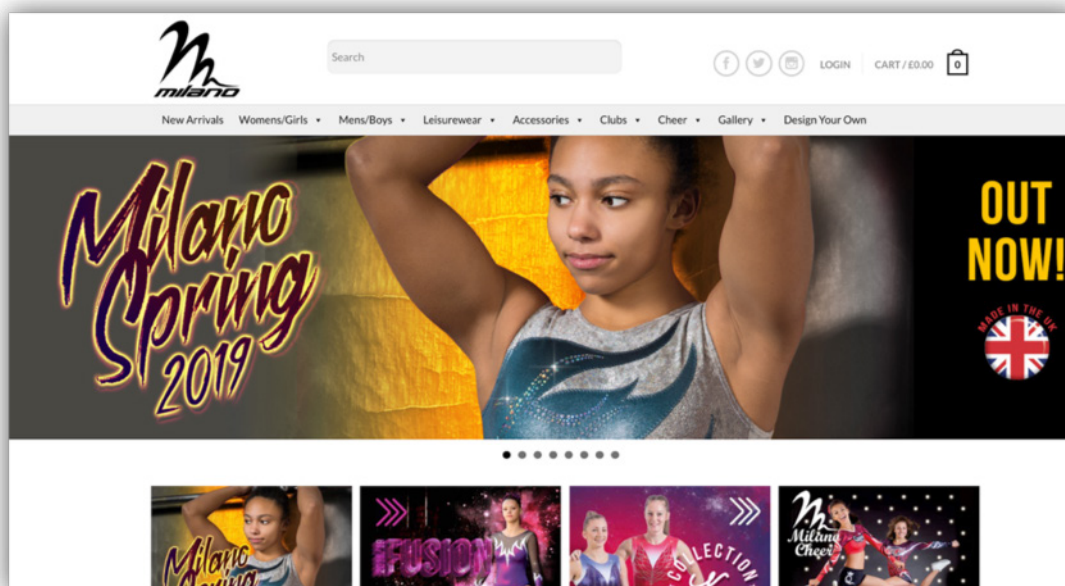 milano
Search
LOGIN
CART / £0.00
0
New Arrivals Womens/Girls Mens/Boys Leisurewear Accessories Clubs Cheer Gallery Design Your Own
Milano
Spring
2019
OUT
NOW!
MADE IN THE UK
Milano
Spring
FUSION
COLLECTION
Milano
Cheer